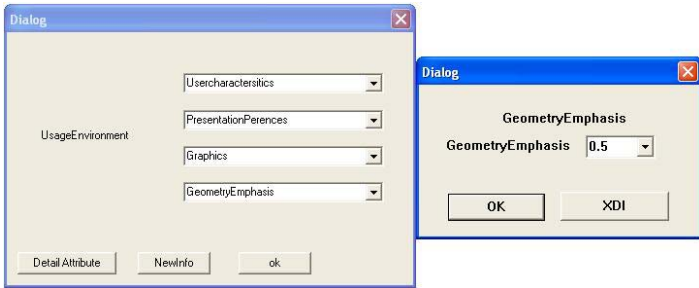 Dialog
Usercharactersitics
PresentationPerences
UsageEnvironment
Graphics
GeometryEmphasis
Detail Attribute NewInfo ok
Dialog
GeometryEmphasis
GeometryEmphasis 0.5
OK XDI